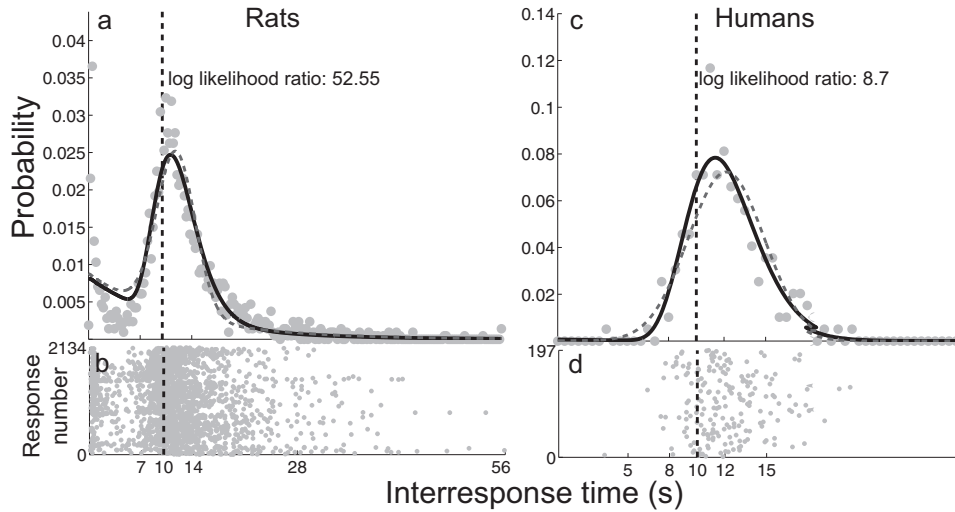 a
Rats
c
Humans
log likelihood ratio: 52.55
log likelihood ratio: 8.7
Probability
0.04
0.035
0.03
0.025
0.02
0.015
0.01
0.005
0.14
0.12
0.1
0.08
0.06
0.04
0.02
b
2134
0
Response
number
7 10 14 28 56
d
197
0
5 8 10 12 15
Interresponse time (s)